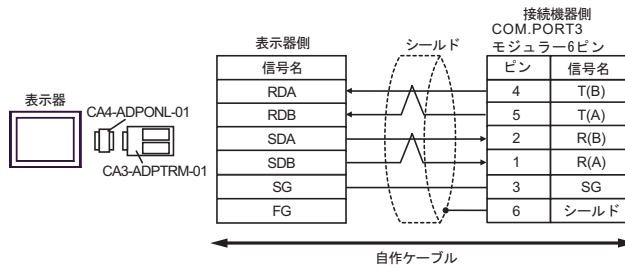 接続機器側
COM.PORT3
モジュラー6ピン
表示器側
シールド
信号名
ピン 信号名
RDA 4 T(B)
RDB 5 T(A)
SDA 2 R(B)
SDB 1 R(A)
SG 3 SG
FG 6 シールド
表示器
CA4-ADPONL-01
CA3-ADPTRM-01
自作ケーブル